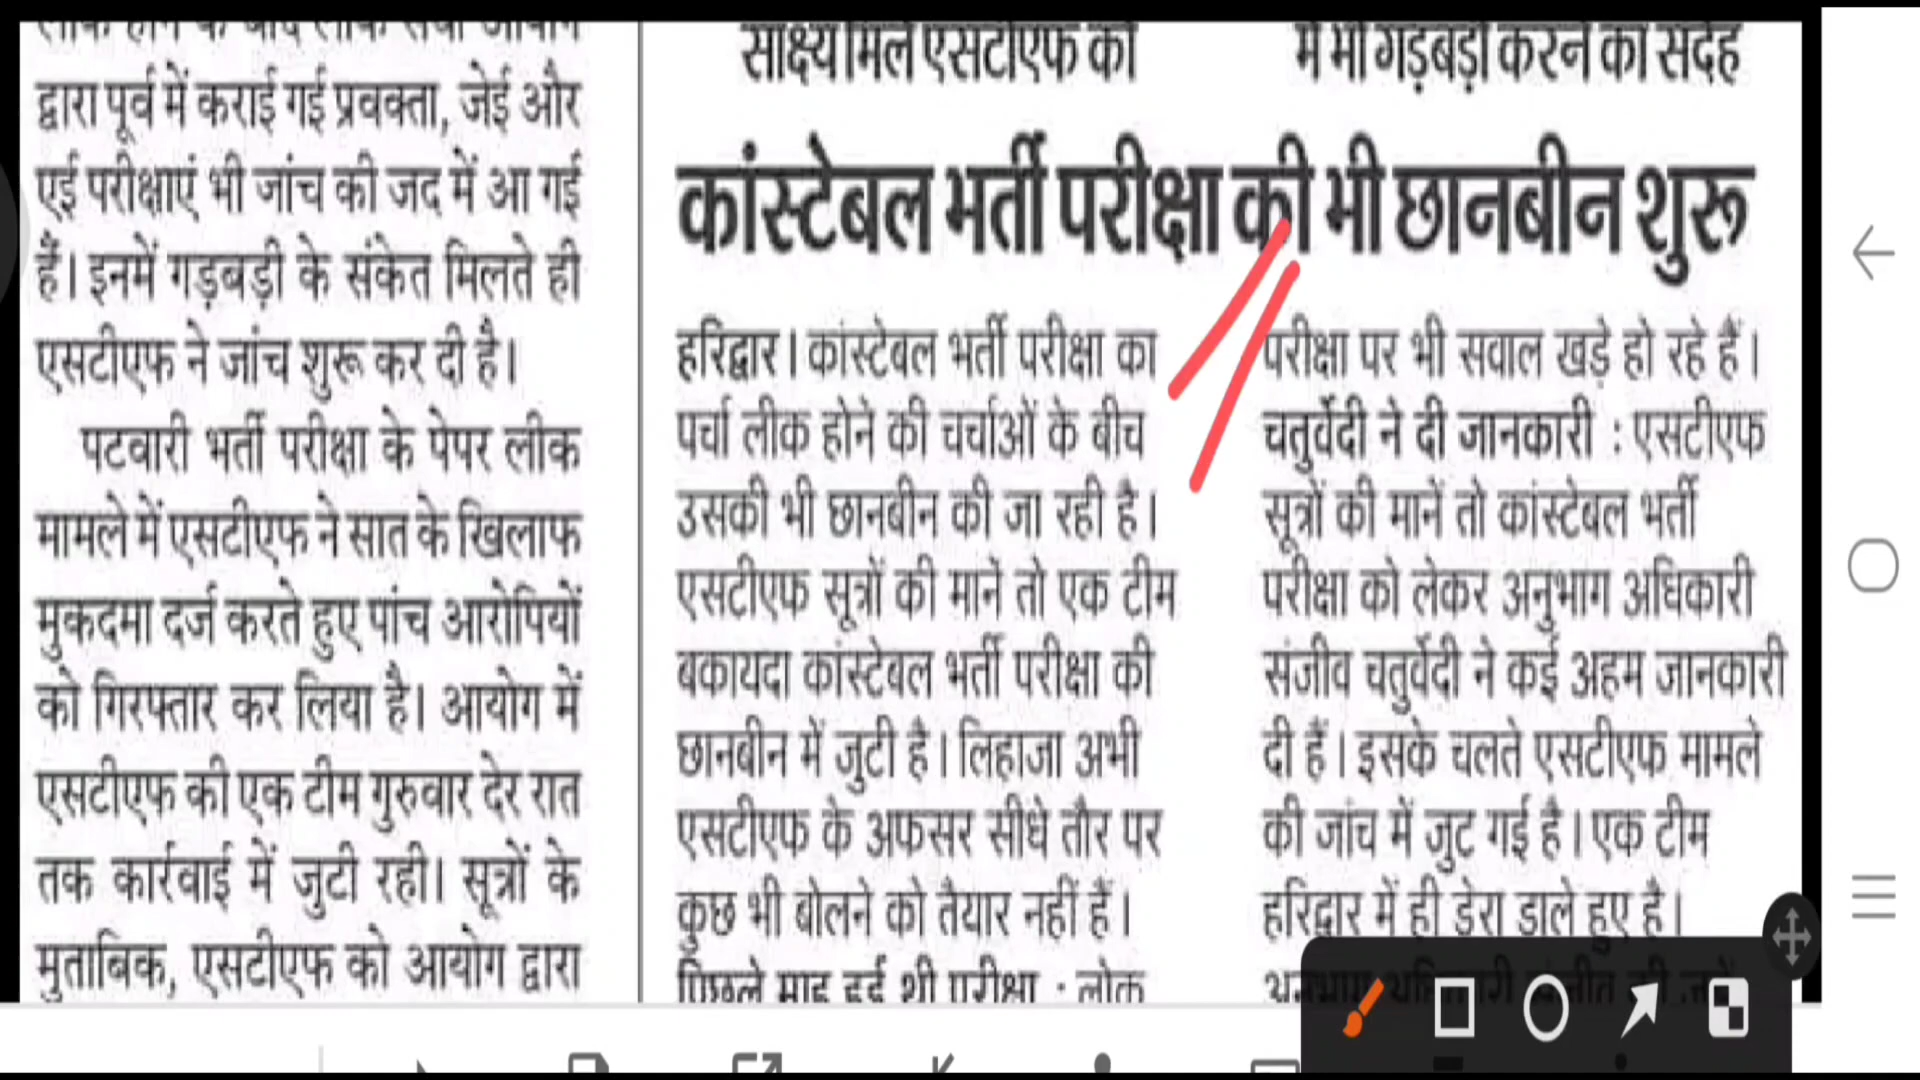 द्वारा पूर्व में कराई गई प्रवक्ता, जेई और
एई परीक्षाएं भी जांच की जद में आ गई
हैं। इनमें गड़बड़ी के संकेत मिलते ही
एसटीएफ ने जांच शुरू कर दी है।
पटवारी भर्ती परीक्षा के पेपर लीक
मामले में एसटीएफ ने सात के खिलाफ
मुकदमा दर्ज करते हुए पांच आरोपियों
को गिरफ्तार कर लिया है। आयोग में
एसटीएफ की एक टीम गुरुवार देर रात
तक कार्रवाई में जुटी रही। सूत्रों के
मुताबिक, एसटीएफ को आयोग द्वारा
साक्ष्य मिले एसटीएफ को
में भी गड़बड़ी करने का संदेह
कांस्टेबल भर्ती परीक्षा की भी छानबीन शुरू
हरिद्वार। कांस्टेबल भर्ती परीक्षा का
पर्चा लीक होने की चर्चाओं के बीच
उसकी भी छानबीन की जा रही है।
एसटीएफ सूत्रों की माने तो एक टीम
बकायदा कांस्टेबल भर्ती परीक्षा की
छानबीन में जुटी है। लिहाजा अभी
एसटीएफ के अफसर सीधे तौर पर
कुछ भी बोलने को तैयार नहीं हैं।
पिछले माह हुई थी परीक्षा : लोक
परीक्षा पर भी सवाल खड़े हो रहे हैं।
चतुर्वेदी ने दी जानकारी : एसटीएफ
सूत्रों की मानें तो कांस्टेबल भर्ती
परीक्षा को लेकर अनुभाग अधिकारी
संजीव चतुर्वेदी ने कई अहम जानकारी
दी हैं। इसके चलते एसटीएफ मामले
की जांच में जुट गई है। एक टीम
हरिद्वार में ही डेरा डाले हुए है।